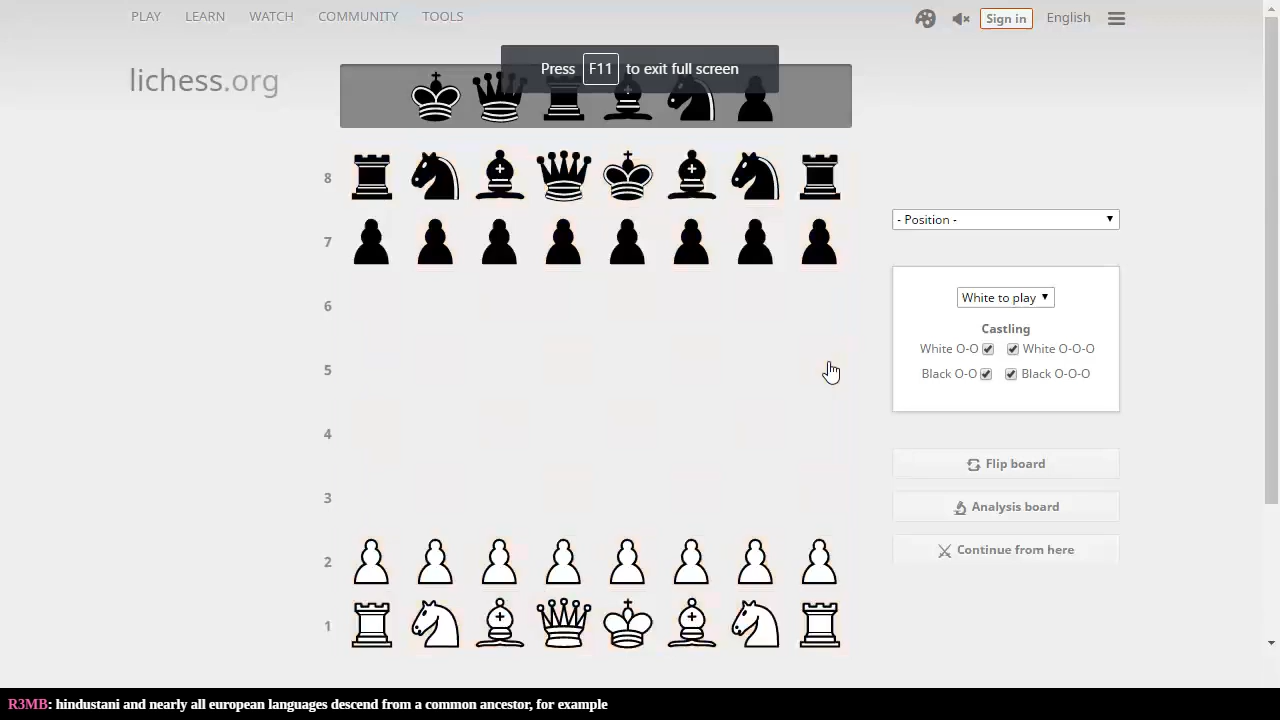 PLAY LEARN WATCH COMMUNITY TOOLS Sign in English
Press F11 to exit full screen
lichess.org
8
7
- Position -
6
White to play
Castling
White O-O White O-O-O
5
Black O-O Black O-O-O
4
Flip board
3
Analysis board
Continue from here
2
1
R3MB: hindustani and nearly all european languages descend from a common ancestor, for example